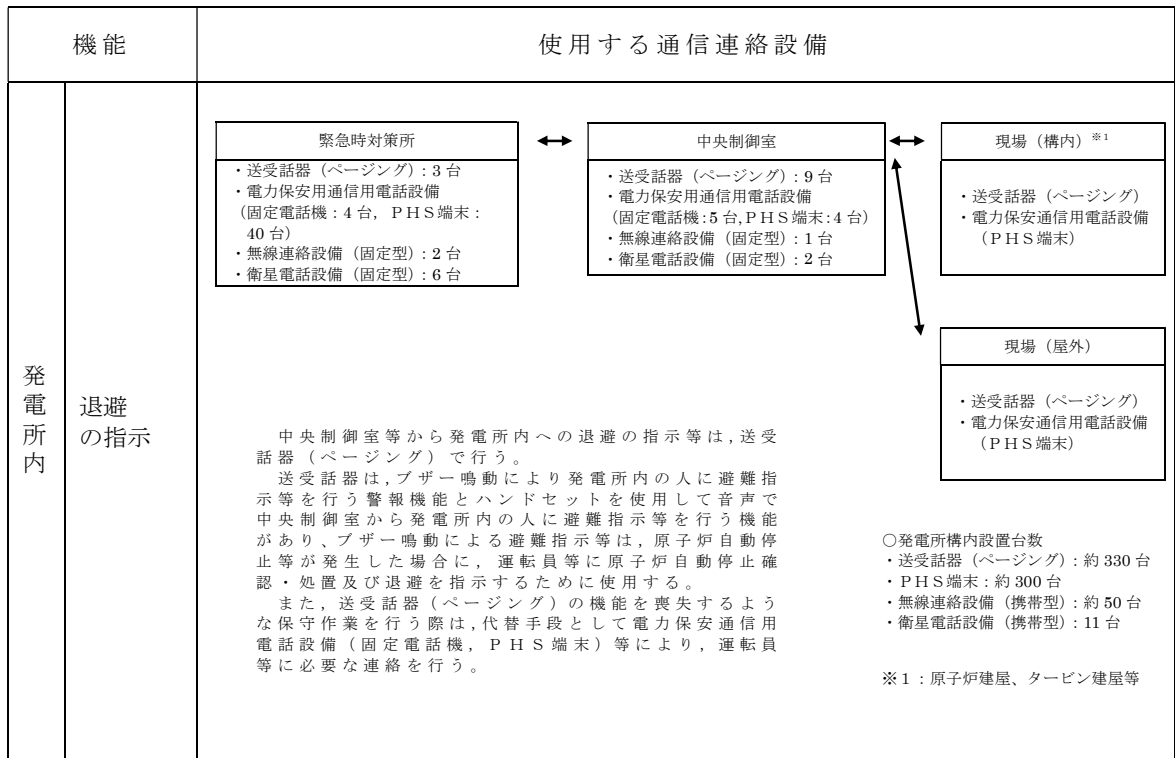 機能
使用する通信連絡設備
発電所内
退避
の指示
緊急時対策所
・送受話器（ページング）：3 台
・電力保安用通信用電話設備
（固定電話機：4 台， ＰＨＳ端末：
40 台）
・無線連絡設備（固定型）：2 台
・衛星電話設備（固定型）：6 台
中央制御室
・送受話器（ページング）：9 台
・電力保安用通信用電話設備
（固定電話機：5 台，ＰＨＳ端末：4 台）
・無線連絡設備（固定型）：1 台
・衛星電話設備（固定型）：2 台
現場（構内）※1
・送受話器（ページング）
・電力保安通信用電話設備
（ＰＨＳ端末）
現場（屋外）
・送受話器（ページング）
・電力保安通信用電話設備
（ＰＨＳ端末）
中央制御室等から発電所内への退避の指示等は，送受
話器（ページング）で行う。
送受話器は，ブザー鳴動により発電所内の人に避難指
示等を行う警報機能とハンドセットを使用して音声で
中央制御室から発電所内の人に避難指示等を行う機能
があり、ブザー鳴動による避難指示等は，原子炉自動停
止等が発生した場合に，運転員等に原子炉自動停止確
認・処置及び退避を指示するために使用する。
また，送受話器（ページング）の機能を喪失するよう
な保守作業を行う際は，代替手段として電力保安通信用
電話設備（固定電話機，ＰＨＳ端末）等により，運転員
等に必要な連絡を行う。
○発電所構内設置台数
・送受話器（ページング）：約 330 台
・ＰＨＳ端末：約 300 台
・無線連絡設備（携帯型）：約 50 台
・衛星電話設備（携帯型）：11 台
※１：原子炉建屋、タービン建屋等